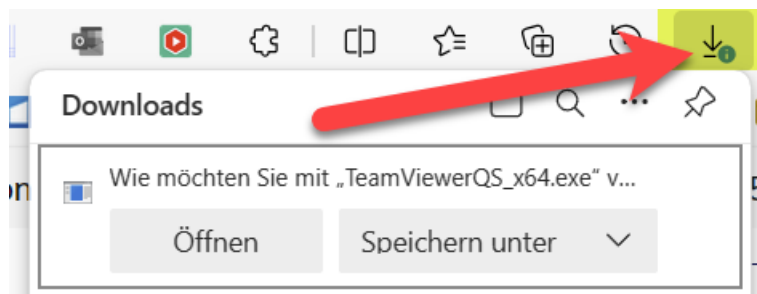 Downloads
Wie möchten Sie mit „TeamViewerQS_x64.exe“ v...
Öffnen
Speichern unter